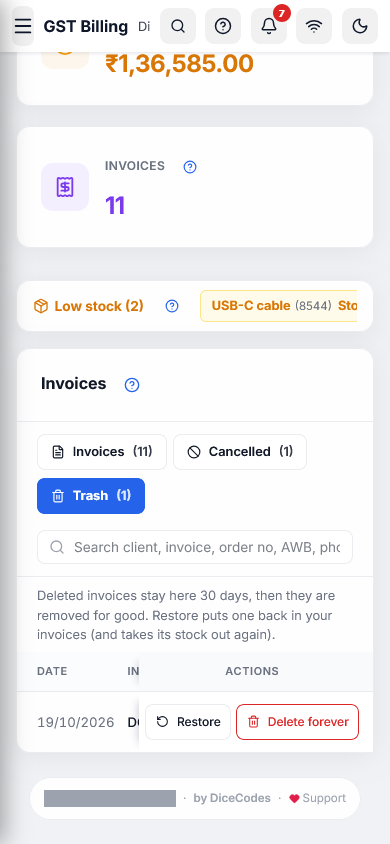 GST Billing Di
7
₹1,36,585.00
INVOICES
11
Low stock (2) USB-C cable (8544) Sto
Invoices
Invoices (11) Cancelled (1)
Trash (1)
Search client, invoice, order no, AWB, pho
Deleted invoices stay here 30 days, then they are
removed for good. Restore puts one back in your
invoices (and takes its stock out again).
DATE IN ACTIONS
19/10/2026 Restore Delete forever
· by DiceCodes · Support